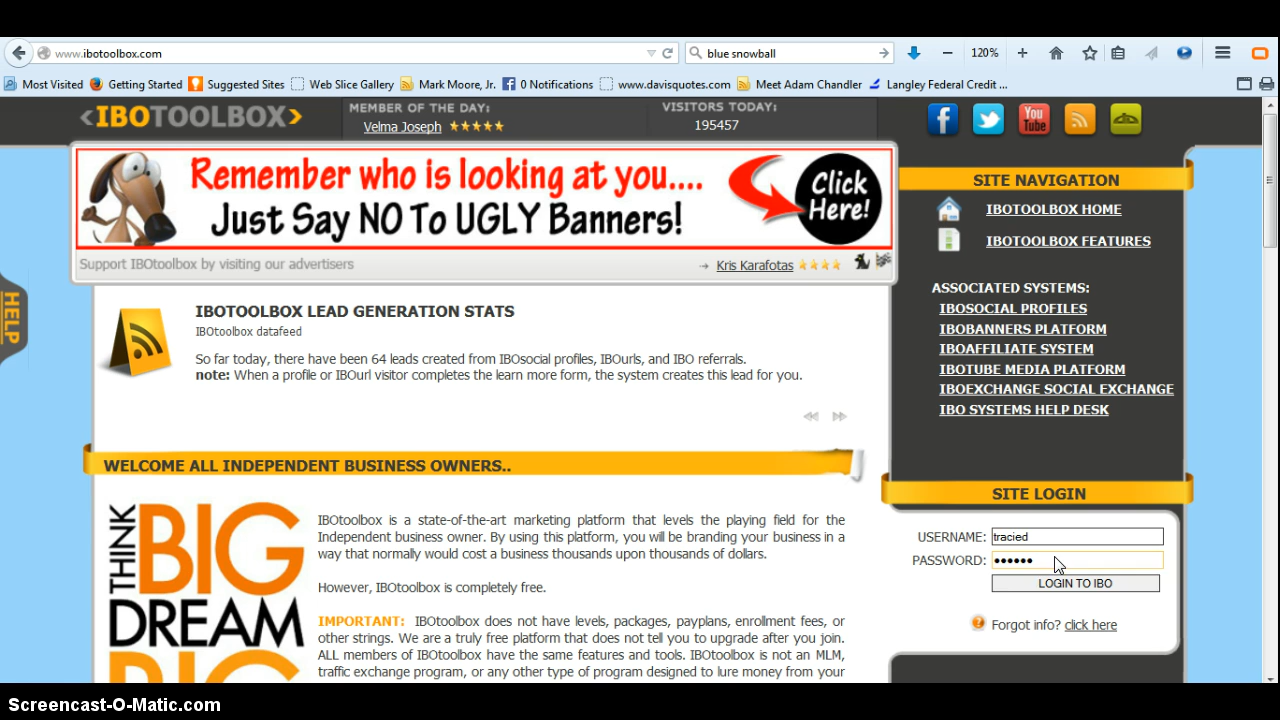 www.ibotoolbox.com
blue snowball
120%
Most Visited Getting Started Suggested Sites Web Slice Gallery Mark Moore, Jr. 0 Notifications www.davisquotes.com Meet Adam Chandler Langley Federal Credit ...
<IBOTOOLBOX>
MEMBER OF THE DAY:
Velma Joseph
VISITORS TODAY:
195457
You
Tube
Remember who is looking at you....
Just Say NO To UGLY Banners!
Click
Here!
Support IBOtoolbox by visiting our advertisers
→ Kris Karafotas
HELP
IBOTOOLBOX LEAD GENERATION STATS
IBOtoolbox datafeed
So far today, there have been 64 leads created from IBOsocial profiles, IBOurls, and IBO referrals.
note: When a profile or IBOurl visitor completes the learn more form, the system creates this lead for you.
WELCOME ALL INDEPENDENT BUSINESS OWNERS..
THINK
BIG
DREAM
BIG
IBOtoolbox is a state-of-the-art marketing platform that levels the playing field for the
Independent business owner. By using this platform, you will be branding your business in a
way that normally would cost a business thousands upon thousands of dollars.
However, IBOtoolbox is completely free.
IMPORTANT: IBOtoolbox does not have levels, packages, payplans, enrollment fees, or
other strings. We are a truly free platform that does not tell you to upgrade after you join.
ALL members of IBOtoolbox have the same features and tools. IBOtoolbox is not an MLM,
traffic exchange program, or any other type of program designed to lure money from your
SITE NAVIGATION
IBOTOOLBOX HOME
IBOTOOLBOX FEATURES
ASSOCIATED SYSTEMS:
IBOSOCIAL PROFILES
IBOBANNERS PLATFORM
IBOAFFILIATE SYSTEM
IBOTUBE MEDIA PLATFORM
IBOEXCHANGE SOCIAL EXCHANGE
IBO SYSTEMS HELP DESK
SITE LOGIN
USERNAME: tracied
PASSWORD: ••••••
LOGIN TO IBO
Forgot info? click here
Screencast-O-Matic.com